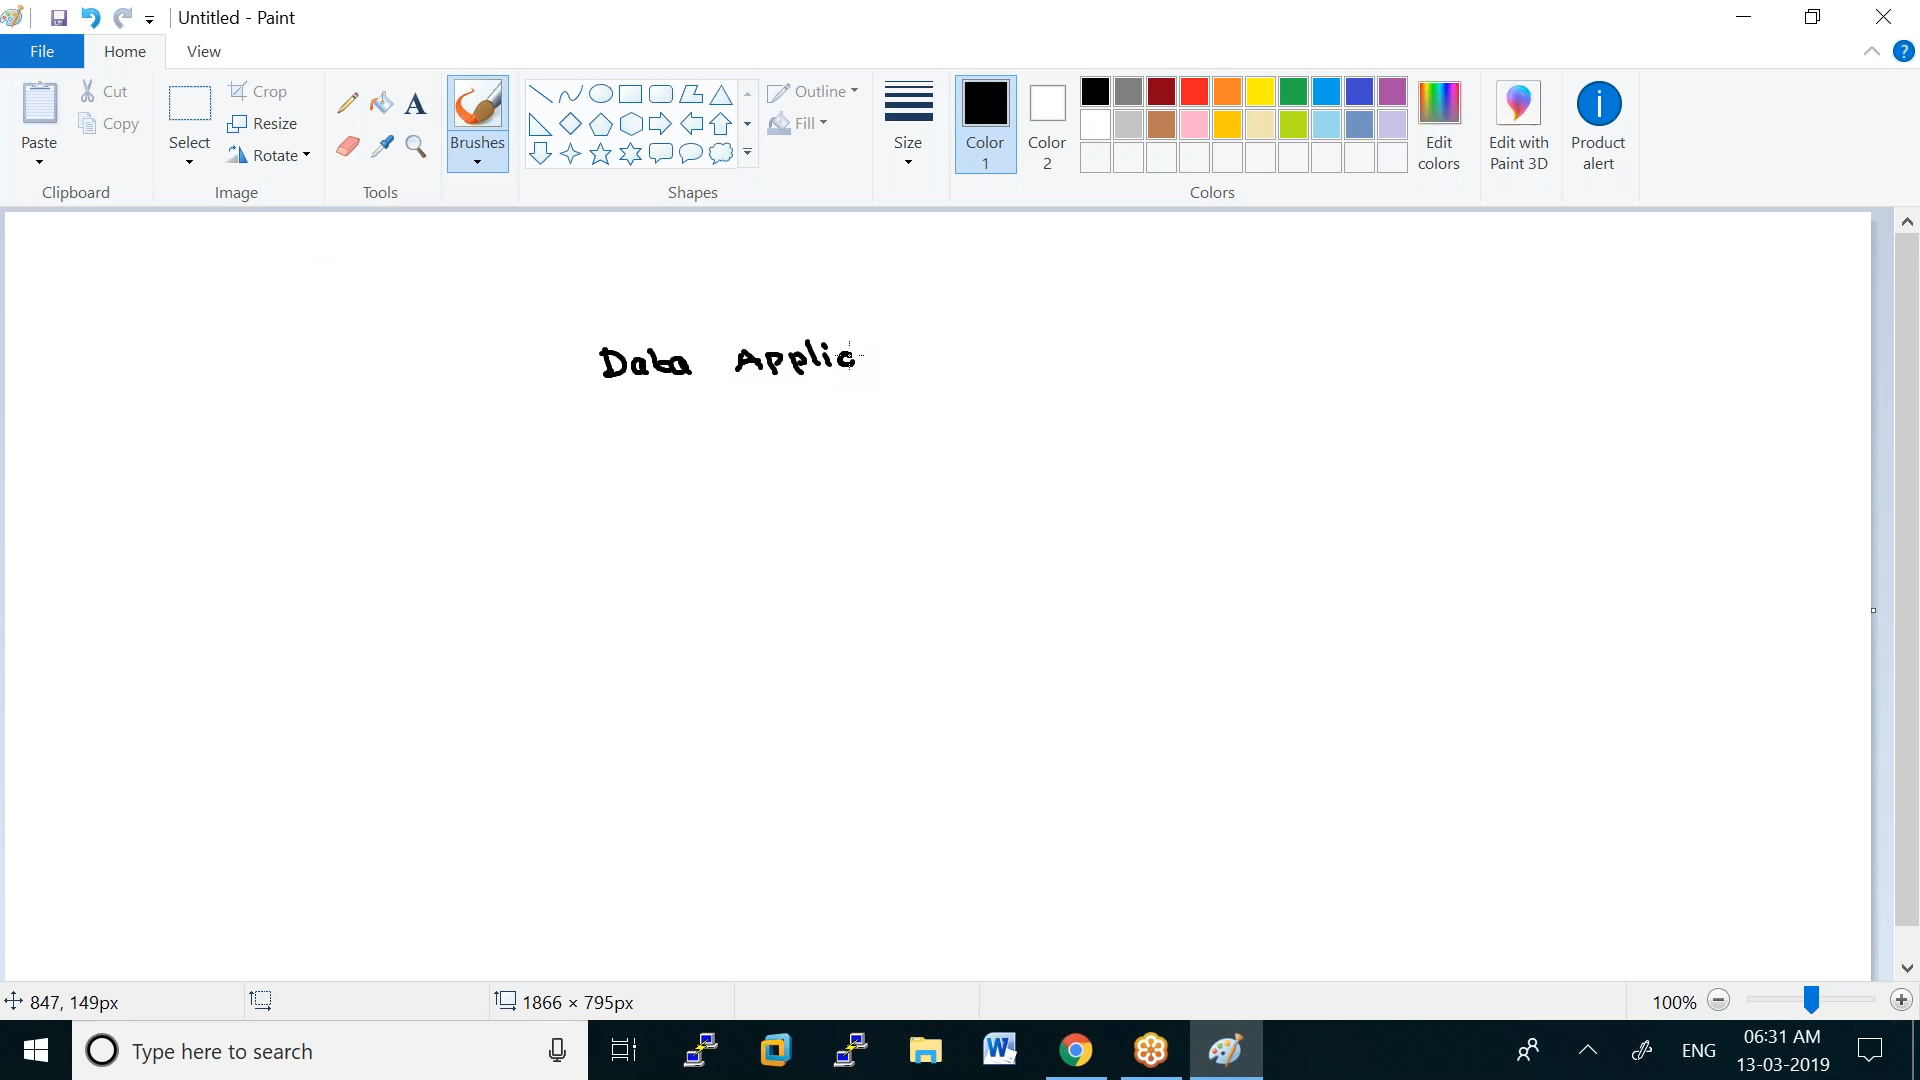 Untitled - Paint
File Home View
Paste
Cut
Copy
Clipboard
Select
Crop
Resize
Rotate
Image
Tools
Brushes
Shapes
Outline
Fill
Size
Color 1
Color 2
Colors
Edit colors
Edit with Paint 3D
Product alert
Data Applic
847, 149px
1866 × 795px
100%
Type here to search
ENG
06:31 AM
13-03-2019